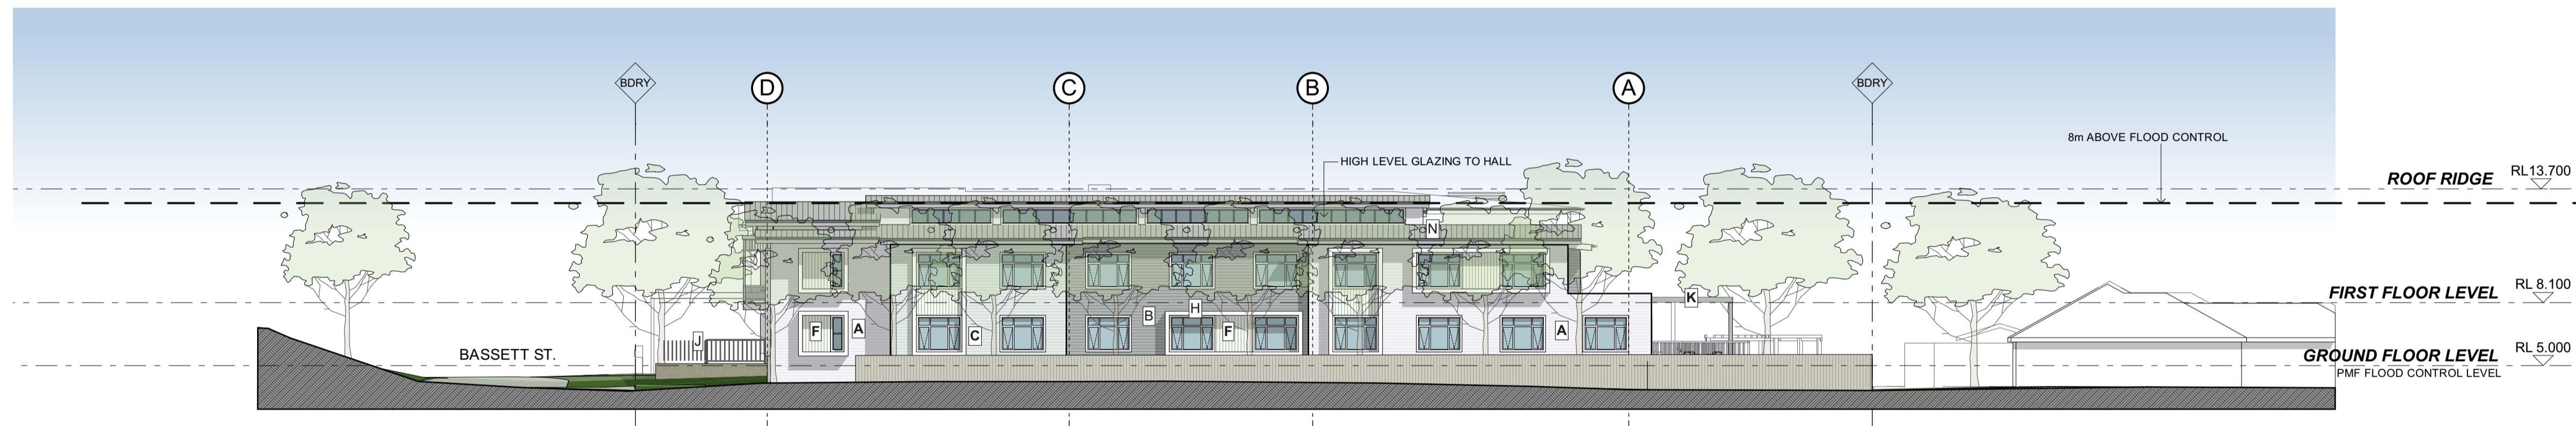 BDRY
D
C
B
A
BDRY
8m ABOVE FLOOD CONTROL
HIGH LEVEL GLAZING TO HALL
ROOF RIDGE
RL13.700
N
FIRST FLOOR LEVEL
RL 8.100
K
H
B
F
A
C
F
A
J
BASSETT ST.
GROUND FLOOR LEVEL
RL 5.000
PMF FLOOD CONTROL LEVEL